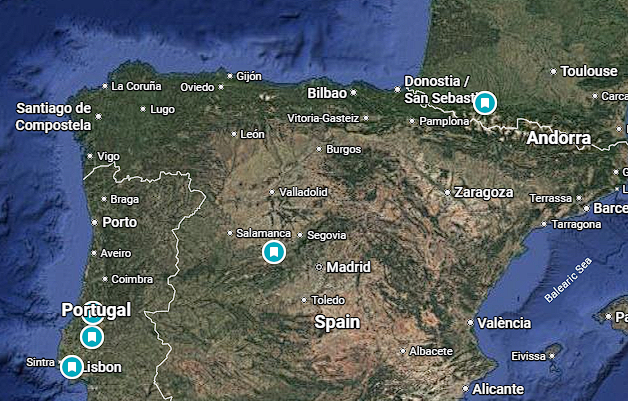 Gijón
Toulouse
La Coruña
Oviedo
Donostia /
San Sebast
Bilbao
Carca
Santiago de
Compostela
Lugo
Vitoria-Gasteiz
Pamplona
León
Andorra
Burgos
Vigo
Braga
Valladolid
Zaragoza
Terrassa
Barce
Porto
Tarragona
Salamanca
Segovia
Aveiro
Madrid
Coimbra
Balearic Sea
Toledo
Portugal
Spain
València
Pa
Albacete
Eivissa
Sintra
Lisbon
Alicante